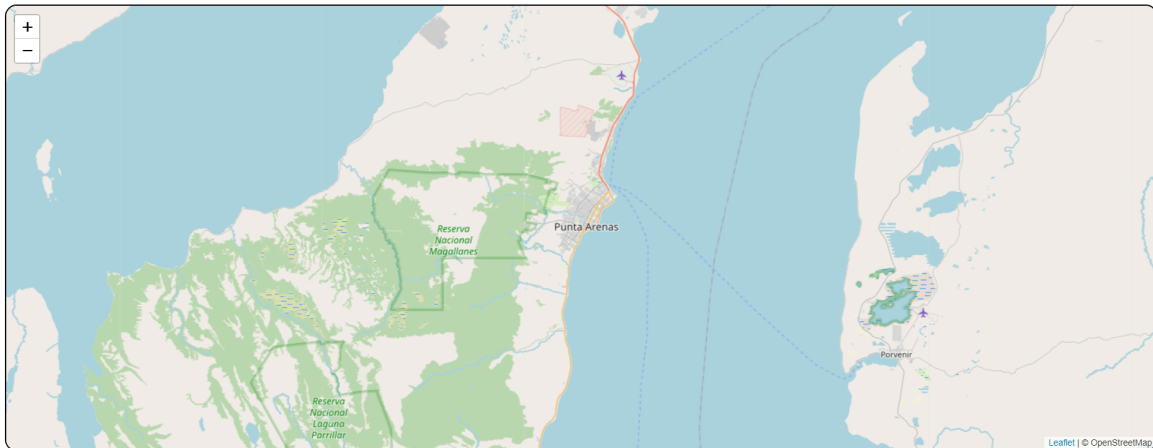 +
−
Punta Arenas
Reserva
Nacional
Magallanes
Porvenir
Reserva
Nacional
Laguna
Parrillar
Leaflet | © OpenStreetMap